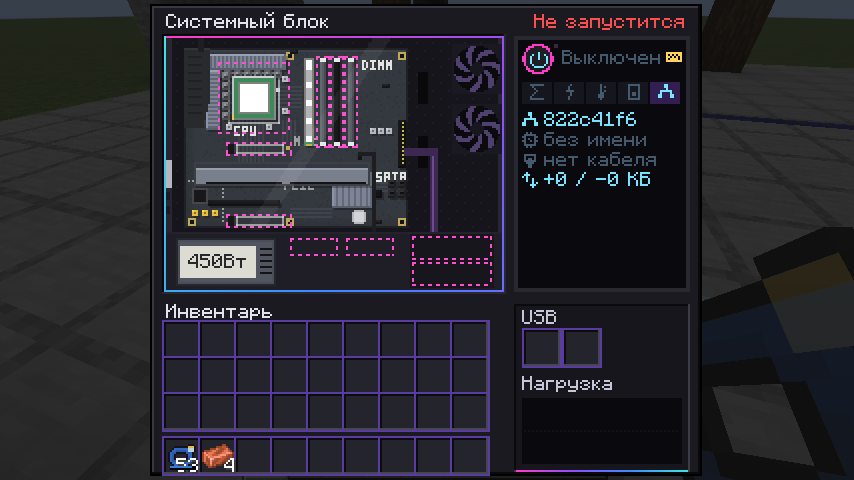 Системный блок
Не запустится
DIMM
CPU
SATA
450Вт
Выключен
822c41f6
без имени
нет кабеля
+0 / -0 КБ
Инвентарь
53
4
USB
Нагрузка